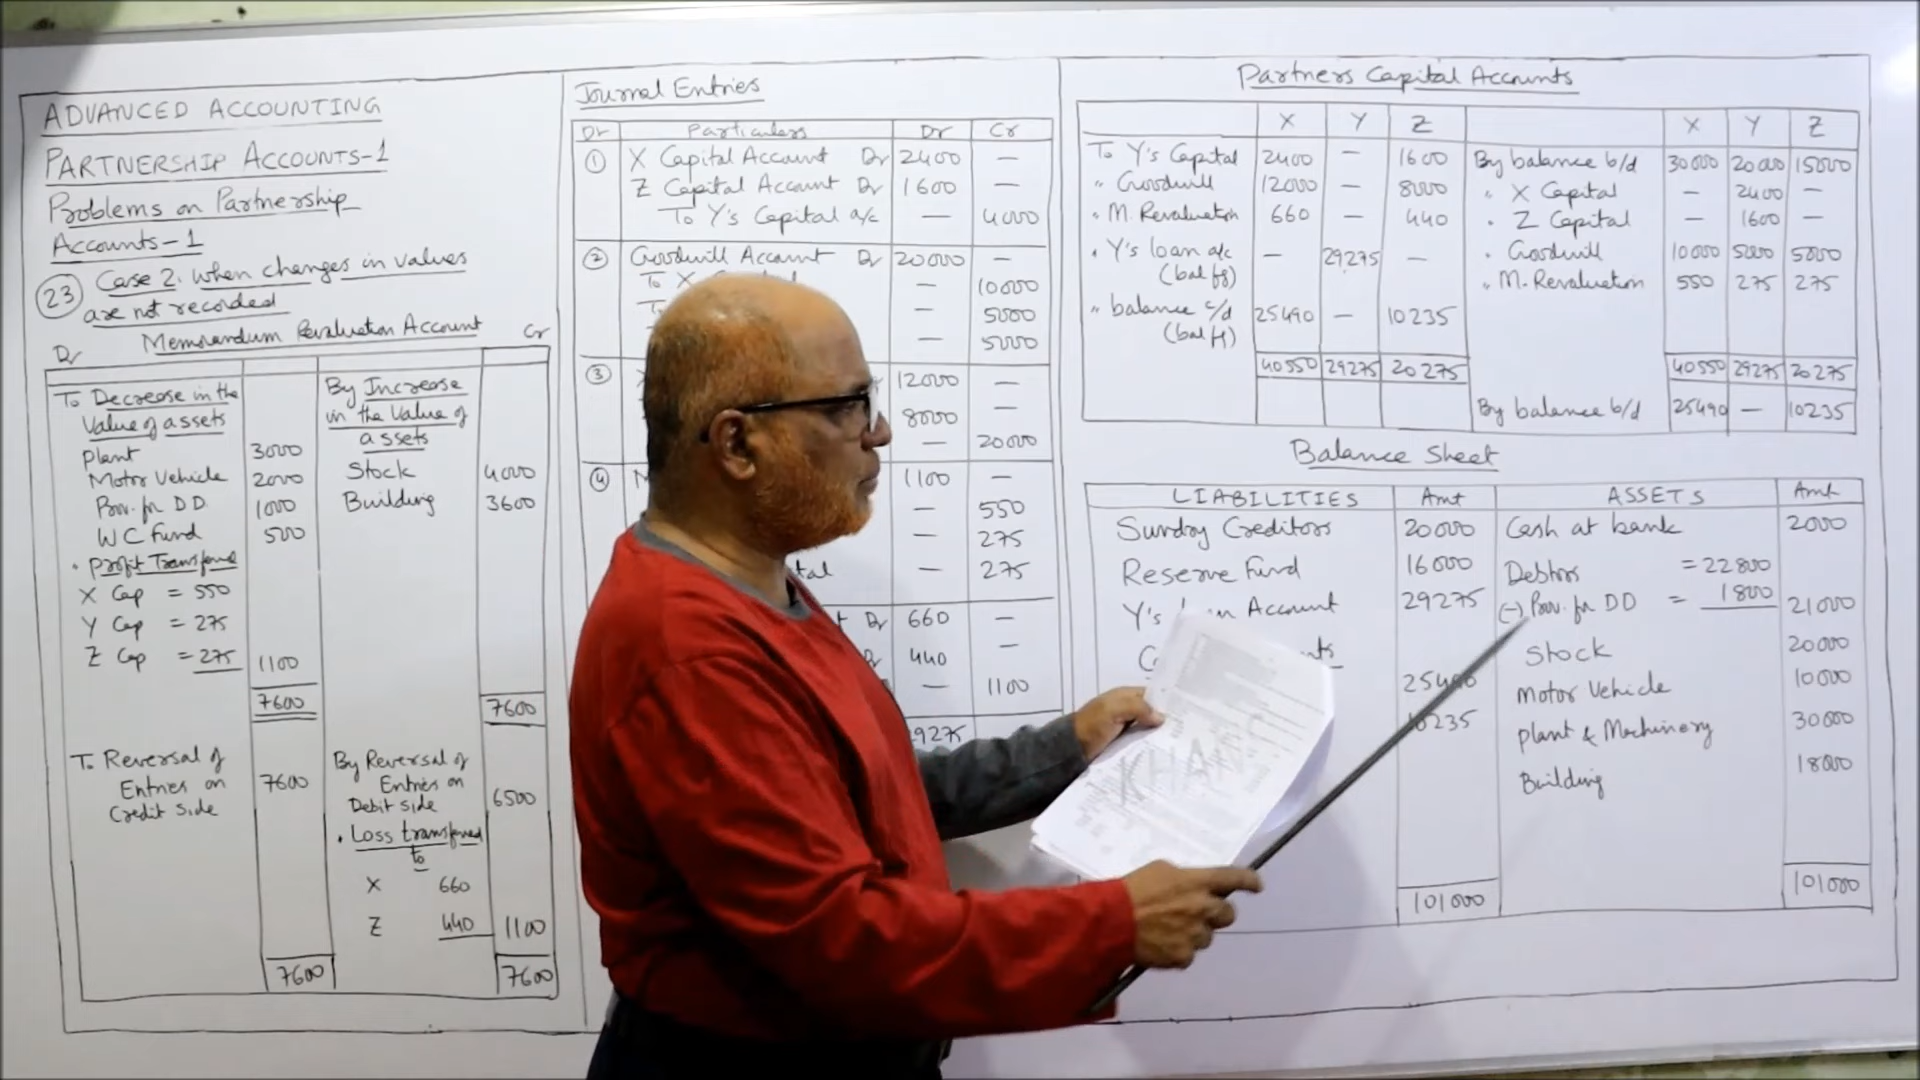 ADVANCED ACCOUNTING
PARTNERSHIP ACCOUNTS-1
Problems on Partnership
Accounts-1
(23) Case 2. When changes in values
are not recorded
Memorandum Revaluation Account
Dr Cr
To Decrease in the
Value of assets
Plant 3000
Motor Vehicle 2000
Prov. for DD. 1000
WC Fund 500
. Profit Transferred
X Cap = 550
Y Cap = 275
Z Cap = 275 1100
7600
To Reversal of
Entries on 7600
Credit side
7600
By Increase
in the Value of
assets
Stock 4000
Building 3600
7600
By Reversal of
Entries on
Debit side 6500
. Loss transferred
to
X 660
Z 440 1100
7600
Journal Entries
Dr Particulars Dr Cr
(1) X Capital Account Dr 2400 —
Z Capital Account Dr 1600 —
To Y's Capital a/c — 4000
(2) Goodwill Account Dr 20000 —
To X — 10000
— 5000
— 5000
(3) 12000 —
8000 —
— 20000
(4) 1100 —
— 550
— 275
— 275
Dr 660 —
440 —
— 1100
Partners Capital Accounts
X Y Z X Y Z
To Y's Capital 2400 — 1600 By balance b/d 30000 20000 15000
" Goodwill 12000 — 8000 " X Capital — 2400 —
" M. Revaluation 660 — 440 " Z Capital — 1600 —
" Y's loan a/c — 29275 — " Goodwill 10000 5000 5000
(bal fg) " M. Revaluation 550 275 275
" balance c/d 25490 — 10235
(bal f)
40550 29275 20275 40550 29275 20275
By balance b/d 25490 — 10235
Balance Sheet
LIABILITIES Amt ASSETS Amt
Sundry Creditors 20000 Cash at bank 2000
Reserve Fund 16000 Debtors = 22800
Y's Account 29275 (-) Prov. for DD = 1800 21000
Stock 20000
Motor Vehicle 10000
Plant & Machinery 30000
Building 18000
101000 101000
KHAN